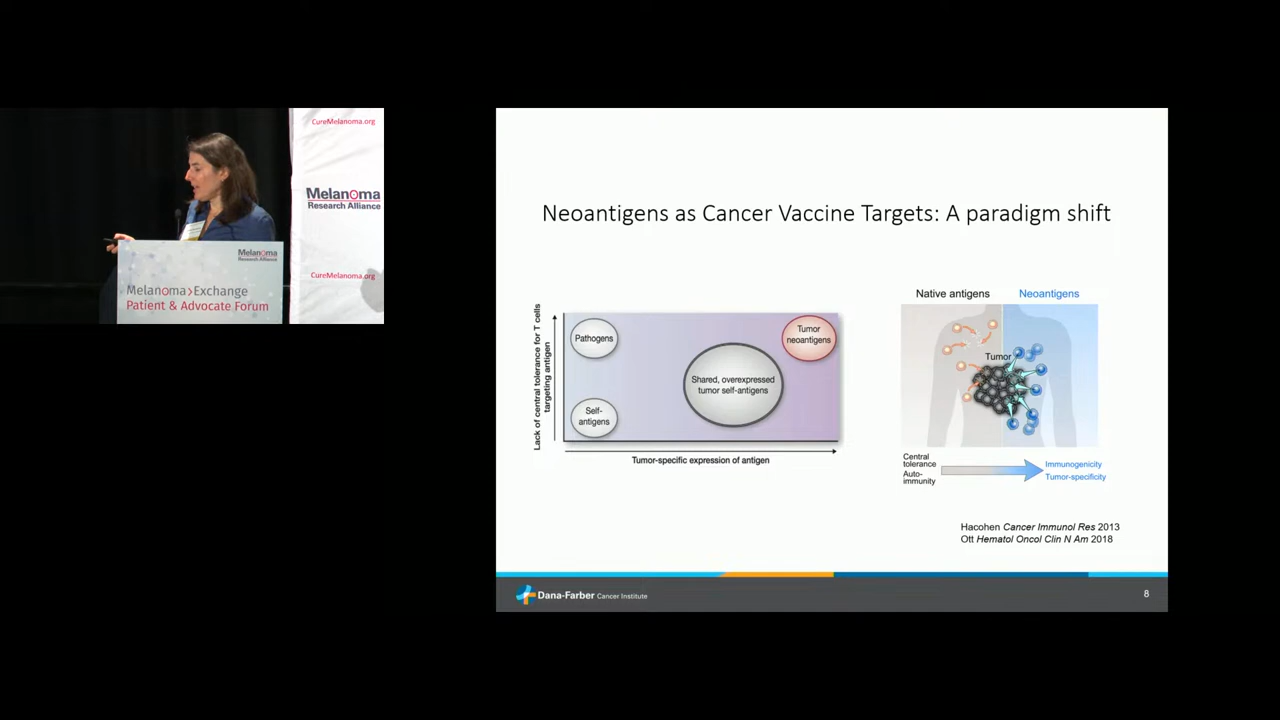 CureMelanoma.org
Melanoma
Research Alliance
CureMelanoma.org
Melanoma
Research Alliance
Melanoma>Exchange
Patient & Advocate Forum
Neoantigens as Cancer Vaccine Targets: A paradigm shift
Lack of central tolerance for T cells
targeting antigen
Pathogens
Self-
antigens
Shared, overexpressed
tumor self-antigens
Tumor
neoantigens
Tumor-specific expression of antigen
Native antigens
Neoantigens
Tumor
Central
tolerance
Auto-
immunity
Immunogenicity
Tumor-specificity
Hacohen Cancer Immunol Res 2013
Ott Hematol Oncol Clin N Am 2018
Dana-Farber Cancer Institute
8